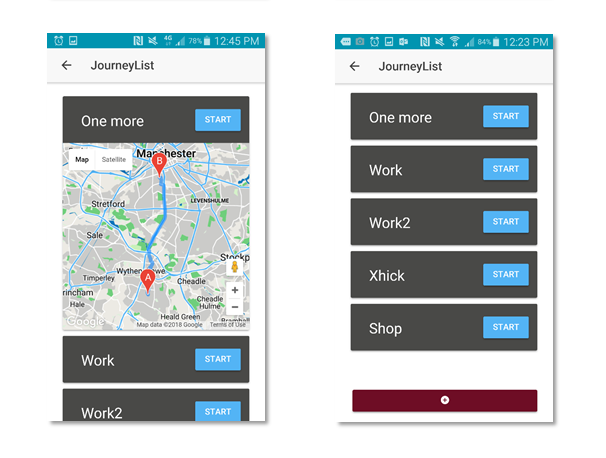 4G 78% 12:45 PM
JourneyList
One more START
Map Satellite
Manchester
B
Stretford
LEVENSHULME
Sale
Stockp
Timperley
A
Cheadle
rincham
Hale
Cheadle
Hulme
Heald Green
Bramhall
Google Map data ©2018 Google Terms of Use
Work START
Work2 START
84% 12:23 PM
JourneyList
One more START
Work START
Work2 START
Xhick START
Shop START